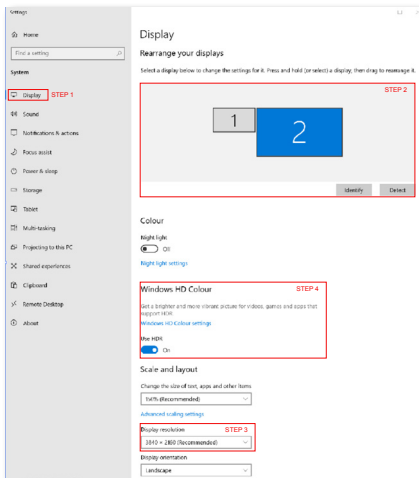 Settings
Home
Find a setting
System
Display STEP 1
Sound
Notifications & actions
Focus assist
Power & sleep
Storage
Tablet
Multi-tasking
Projecting to this PC
Shared experiences
Clipboard
Remote Desktop
About
Display
Rearrange your displays
Select a display below to change the settings for it. Press and hold (or select) a display, then drag to rearrange it.
STEP 2
1
2
Identify
Detect
Colour
Night light
Off
Night light settings
Windows HD Colour STEP 4
Get a brighter and more vibrant picture for videos, games and apps that
support HDR
Windows HD Colour settings
Use HDR
On
Scale and layout
Change the size of text, apps and other items
(Recommended)
Advanced scaling settings
Display resolution STEP 3
3840 × 2160 (Recommended)
Display orientation
Landscape